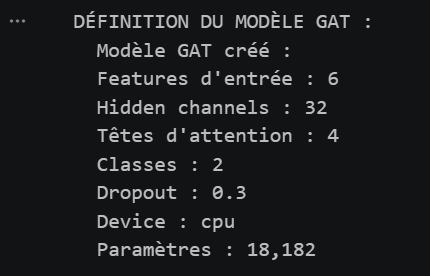 ... DÉFINITION DU MODÈLE GAT :
Modèle GAT créé :
Features d'entrée : 6
Hidden channels : 32
Têtes d'attention : 4
Classes : 2
Dropout : 0.3
Device : cpu
Paramètres : 18,182